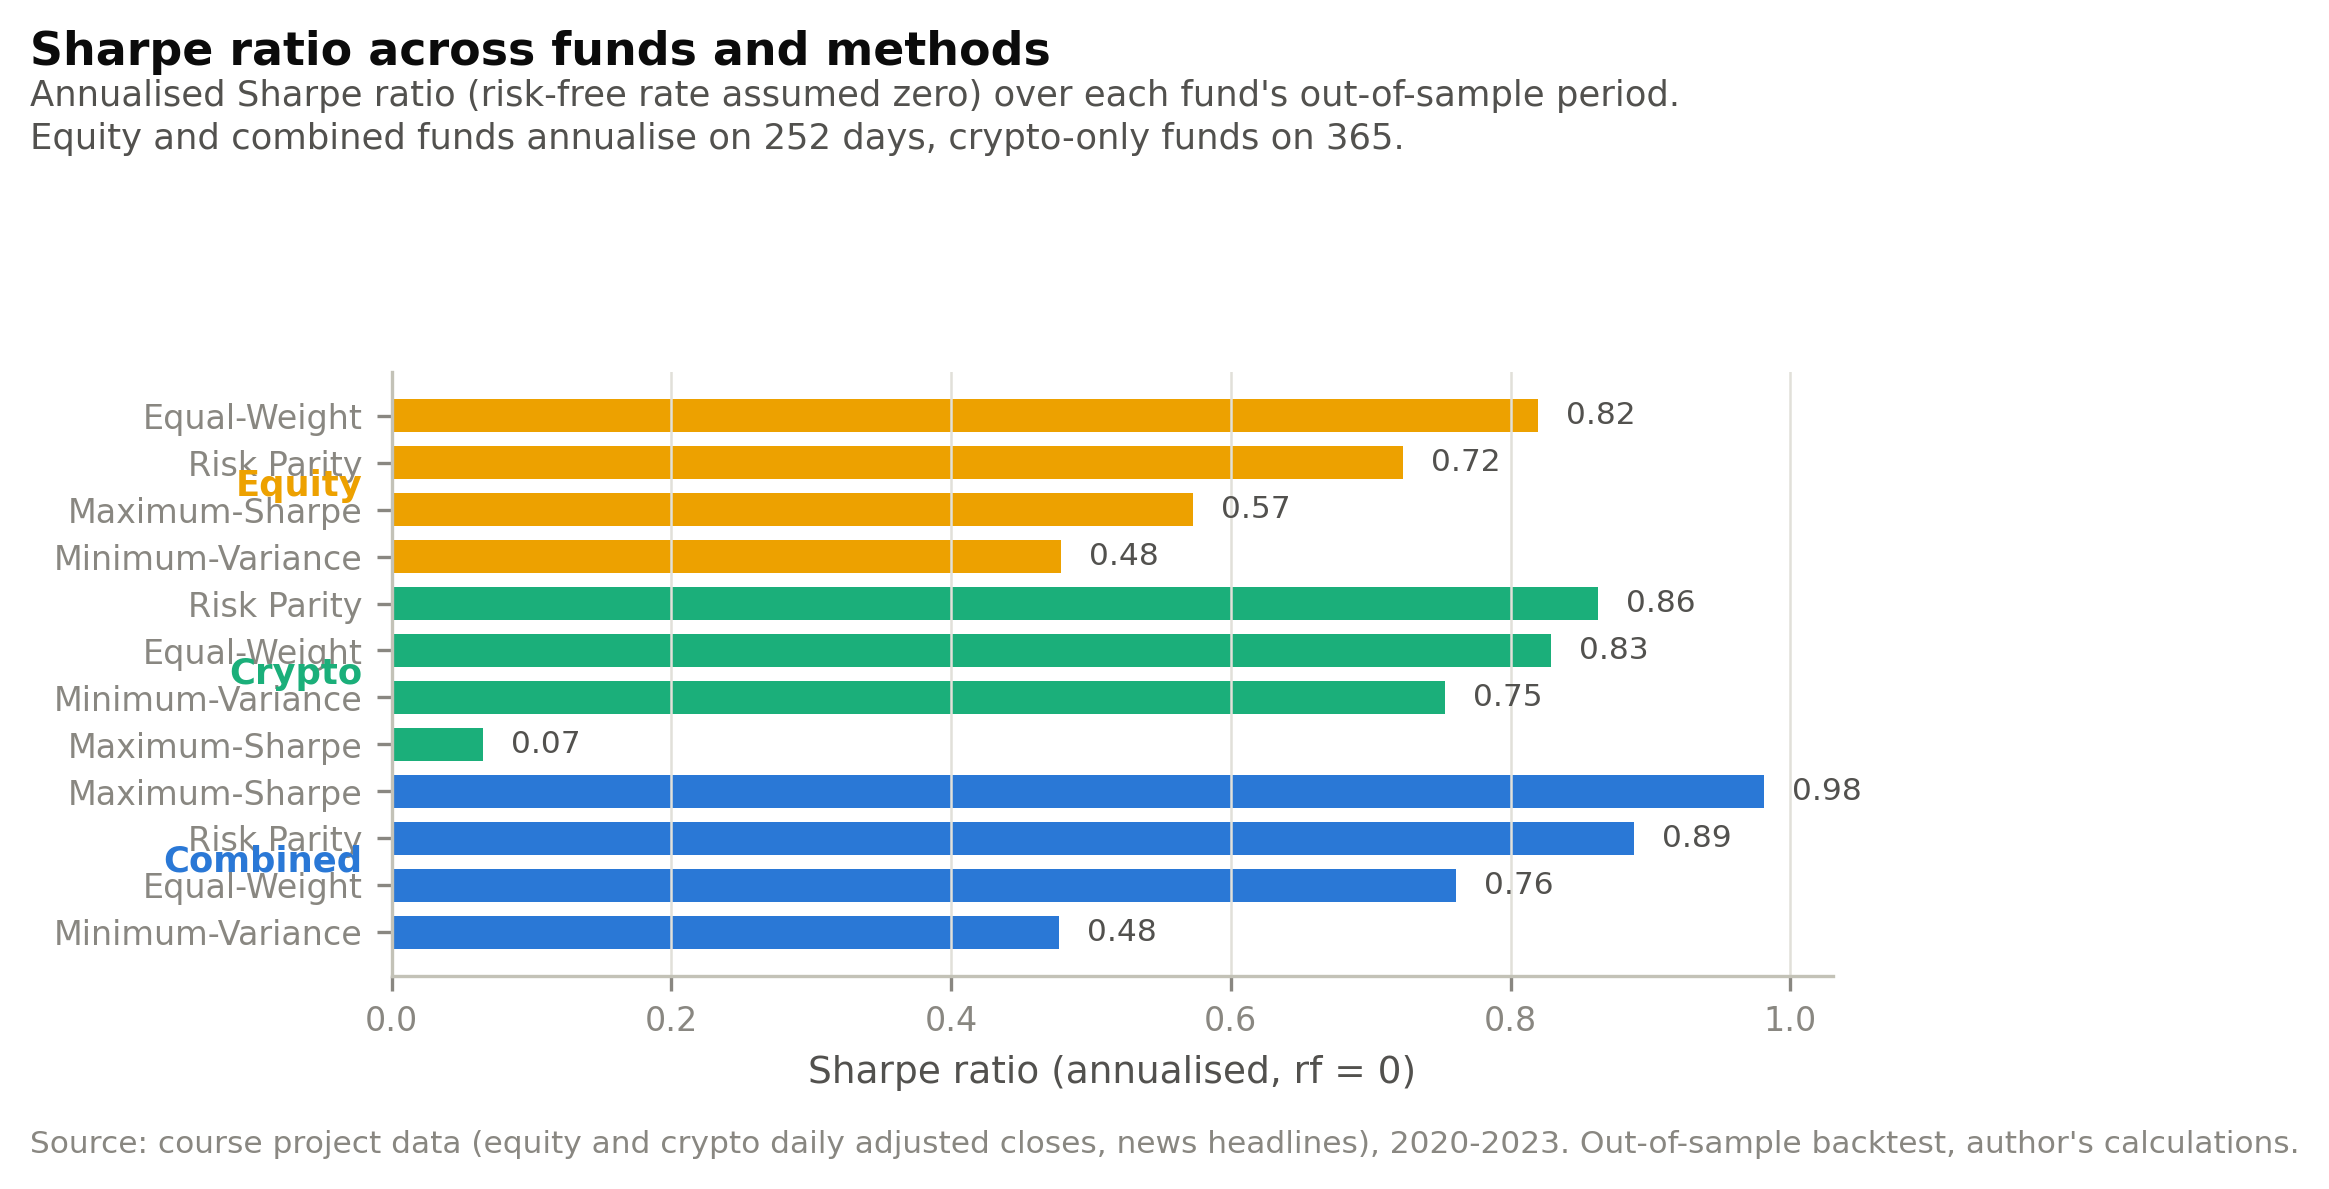 Sharpe ratio across funds and methods
Annualised Sharpe ratio (risk-free rate assumed zero) over each fund's out-of-sample period.
Equity and combined funds annualise on 252 days, crypto-only funds on 365.
Equal-Weight 0.82
Risk Parity 0.72
Equity
Maximum-Sharpe 0.57
Minimum-Variance 0.48
Risk Parity 0.86
Equal-Weight 0.83
Crypto
Minimum-Variance 0.75
Maximum-Sharpe 0.07
Maximum-Sharpe 0.98
Risk Parity 0.89
Combined
Equal-Weight 0.76
Minimum-Variance 0.48
0.0 0.2 0.4 0.6 0.8 1.0
Sharpe ratio (annualised, rf = 0)
Source: course project data (equity and crypto daily adjusted closes, news headlines), 2020-2023. Out-of-sample backtest, author's calculations.